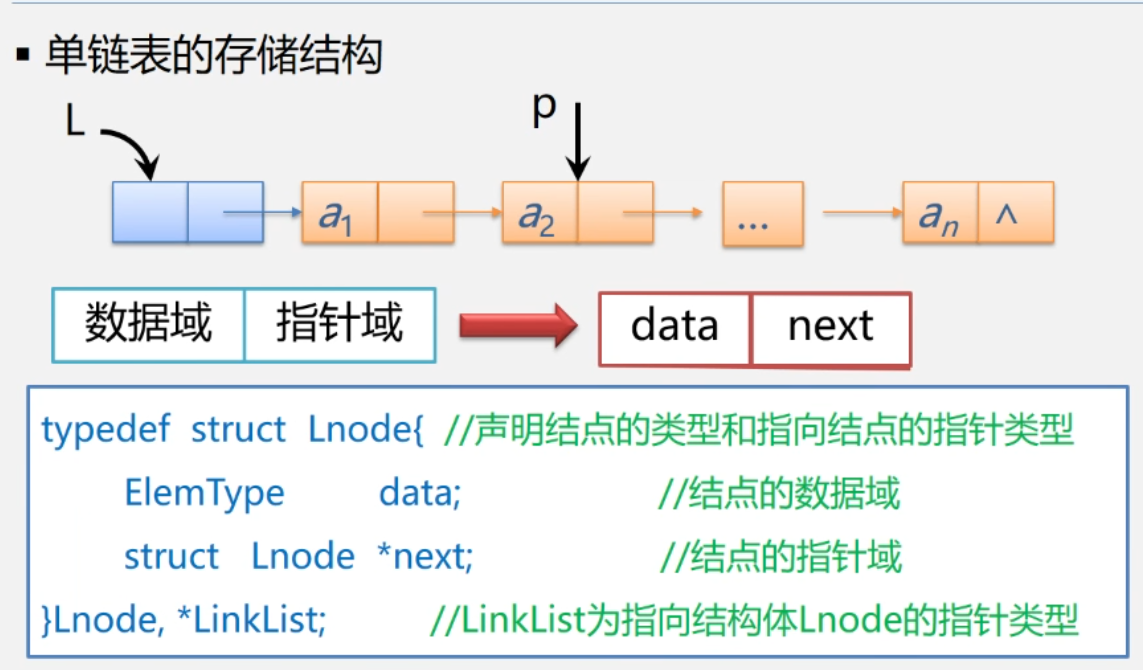 ▪ 单链表的存储结构
L p
a1 a2 ... an ∧
数据域 指针域 data next
typedef struct Lnode{ //声明结点的类型和指向结点的指针类型
ElemType data; //结点的数据域
struct Lnode *next; //结点的指针域
}Lnode, *LinkList; //LinkList为指向结构体Lnode的指针类型